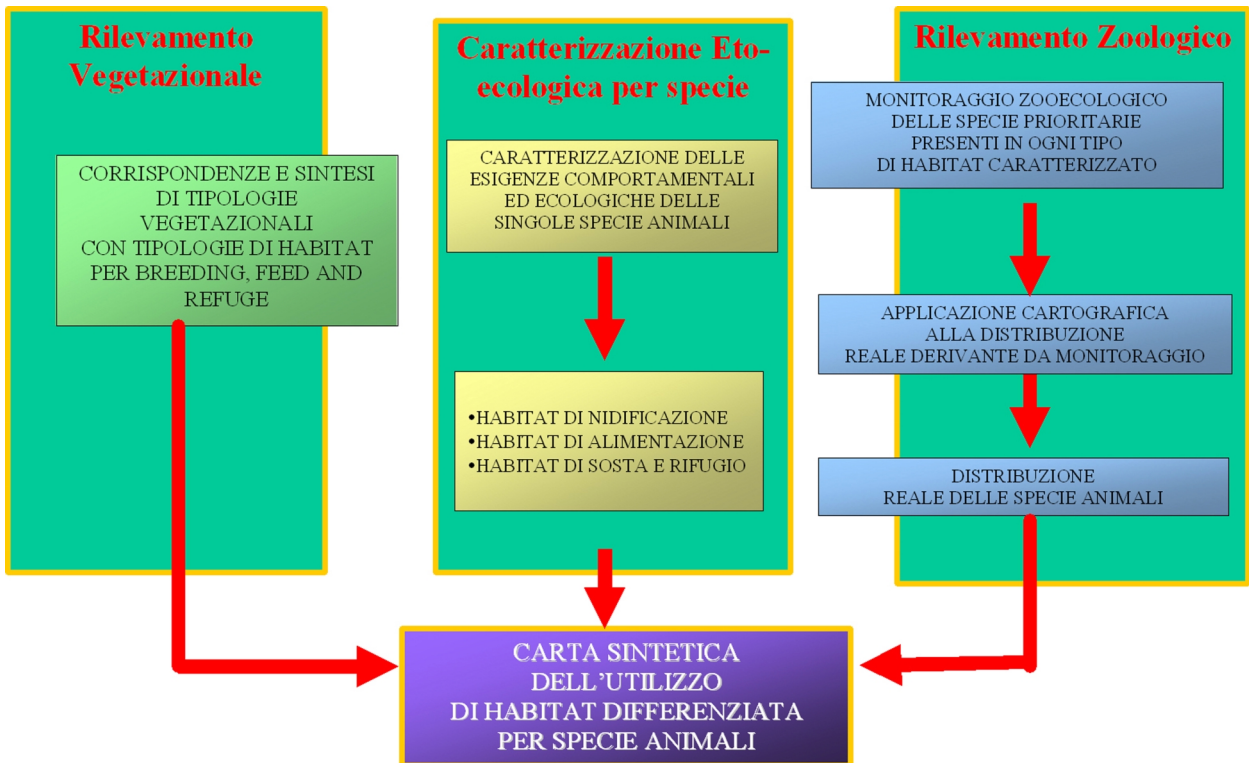 Rilevamento
Vegetazionale
CORRISPONDENZE E SINTESI
DI TIPOLOGIE
VEGETAZIONALI
CON TIPOLOGIE DI HABITAT
PER BREEDING, FEED AND
REFUGE
Caratterizzazione Eto-
ecologica per specie
CARATTERIZZAZIONE DELLE
ESIGENZE COMPORTAMENTALI
ED ECOLOGICHE DELLE
SINGOLE SPECIE ANIMALI
•HABITAT DI NIDIFICAZIONE
•HABITAT DI ALIMENTAZIONE
•HABITAT DI SOSTA E RIFUGIO
Rilevamento Zoologico
MONITORAGGIO ZOOECOLOGICO
DELLE SPECIE PRIORITARIE
PRESENTI IN OGNI TIPO
DI HABITAT CARATTERIZZATO
APPLICAZIONE CARTOGRAFICA
ALLA DISTRIBUZIONE
REALE DERIVANTE DA MONITORAGGIO
DISTRIBUZIONE
REALE DELLE SPECIE ANIMALI
CARTA SINTETICA
DELL’UTILIZZO
DI HABITAT DIFFERENZIATA
PER SPECIE ANIMALI